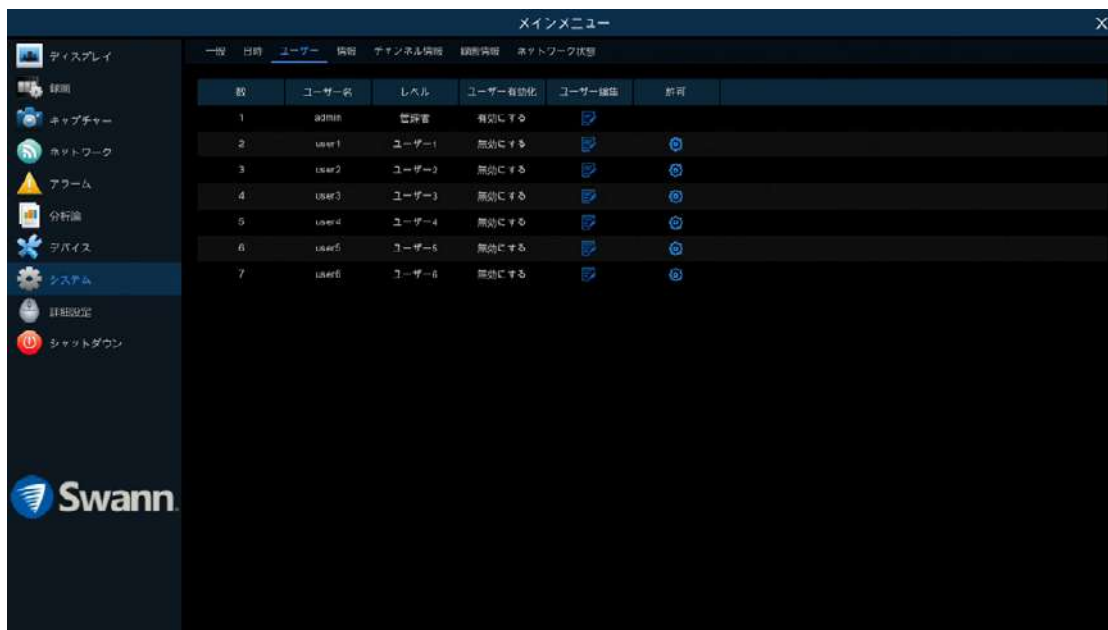 メインメニュー X
ディスプレイ
一般 日時 ユーザー 情報 チャンネル情報 録画情報 ネットワーク状態
録画
数 ユーザー名 レベル ユーザー有効化 ユーザー編集 許可
キャプチャー
1 admin 管理者 有効にする
ネットワーク
2 user1 ユーザー1 無効にする
3 user2 ユーザー2 無効にする
アラーム
4 user3 ユーザー3 無効にする
分析論
5 user4 ユーザー4 無効にする
デバイス
6 user5 ユーザー5 無効にする
システム
7 user6 ユーザー6 無効にする
詳細設定
シャットダウン
Swann